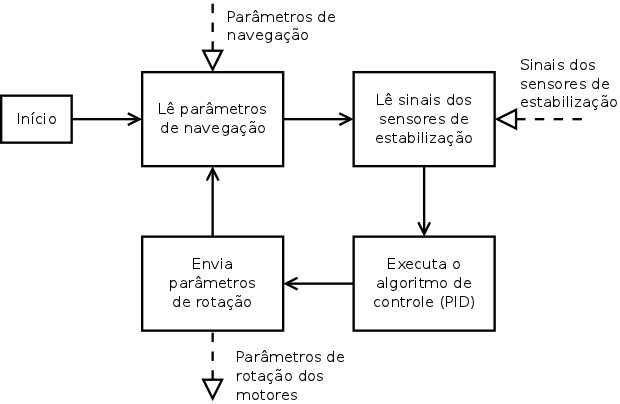 Parâmetros de
navegação
Sinais dos
sensores de
estabilização
Início
Lê parâmetros
de navegação
Lê sinais dos
sensores de
estabilização
Envia
parâmetros
de rotação
Executa o
algoritmo de
controle (PID)
Parâmetros de
rotação dos
motores